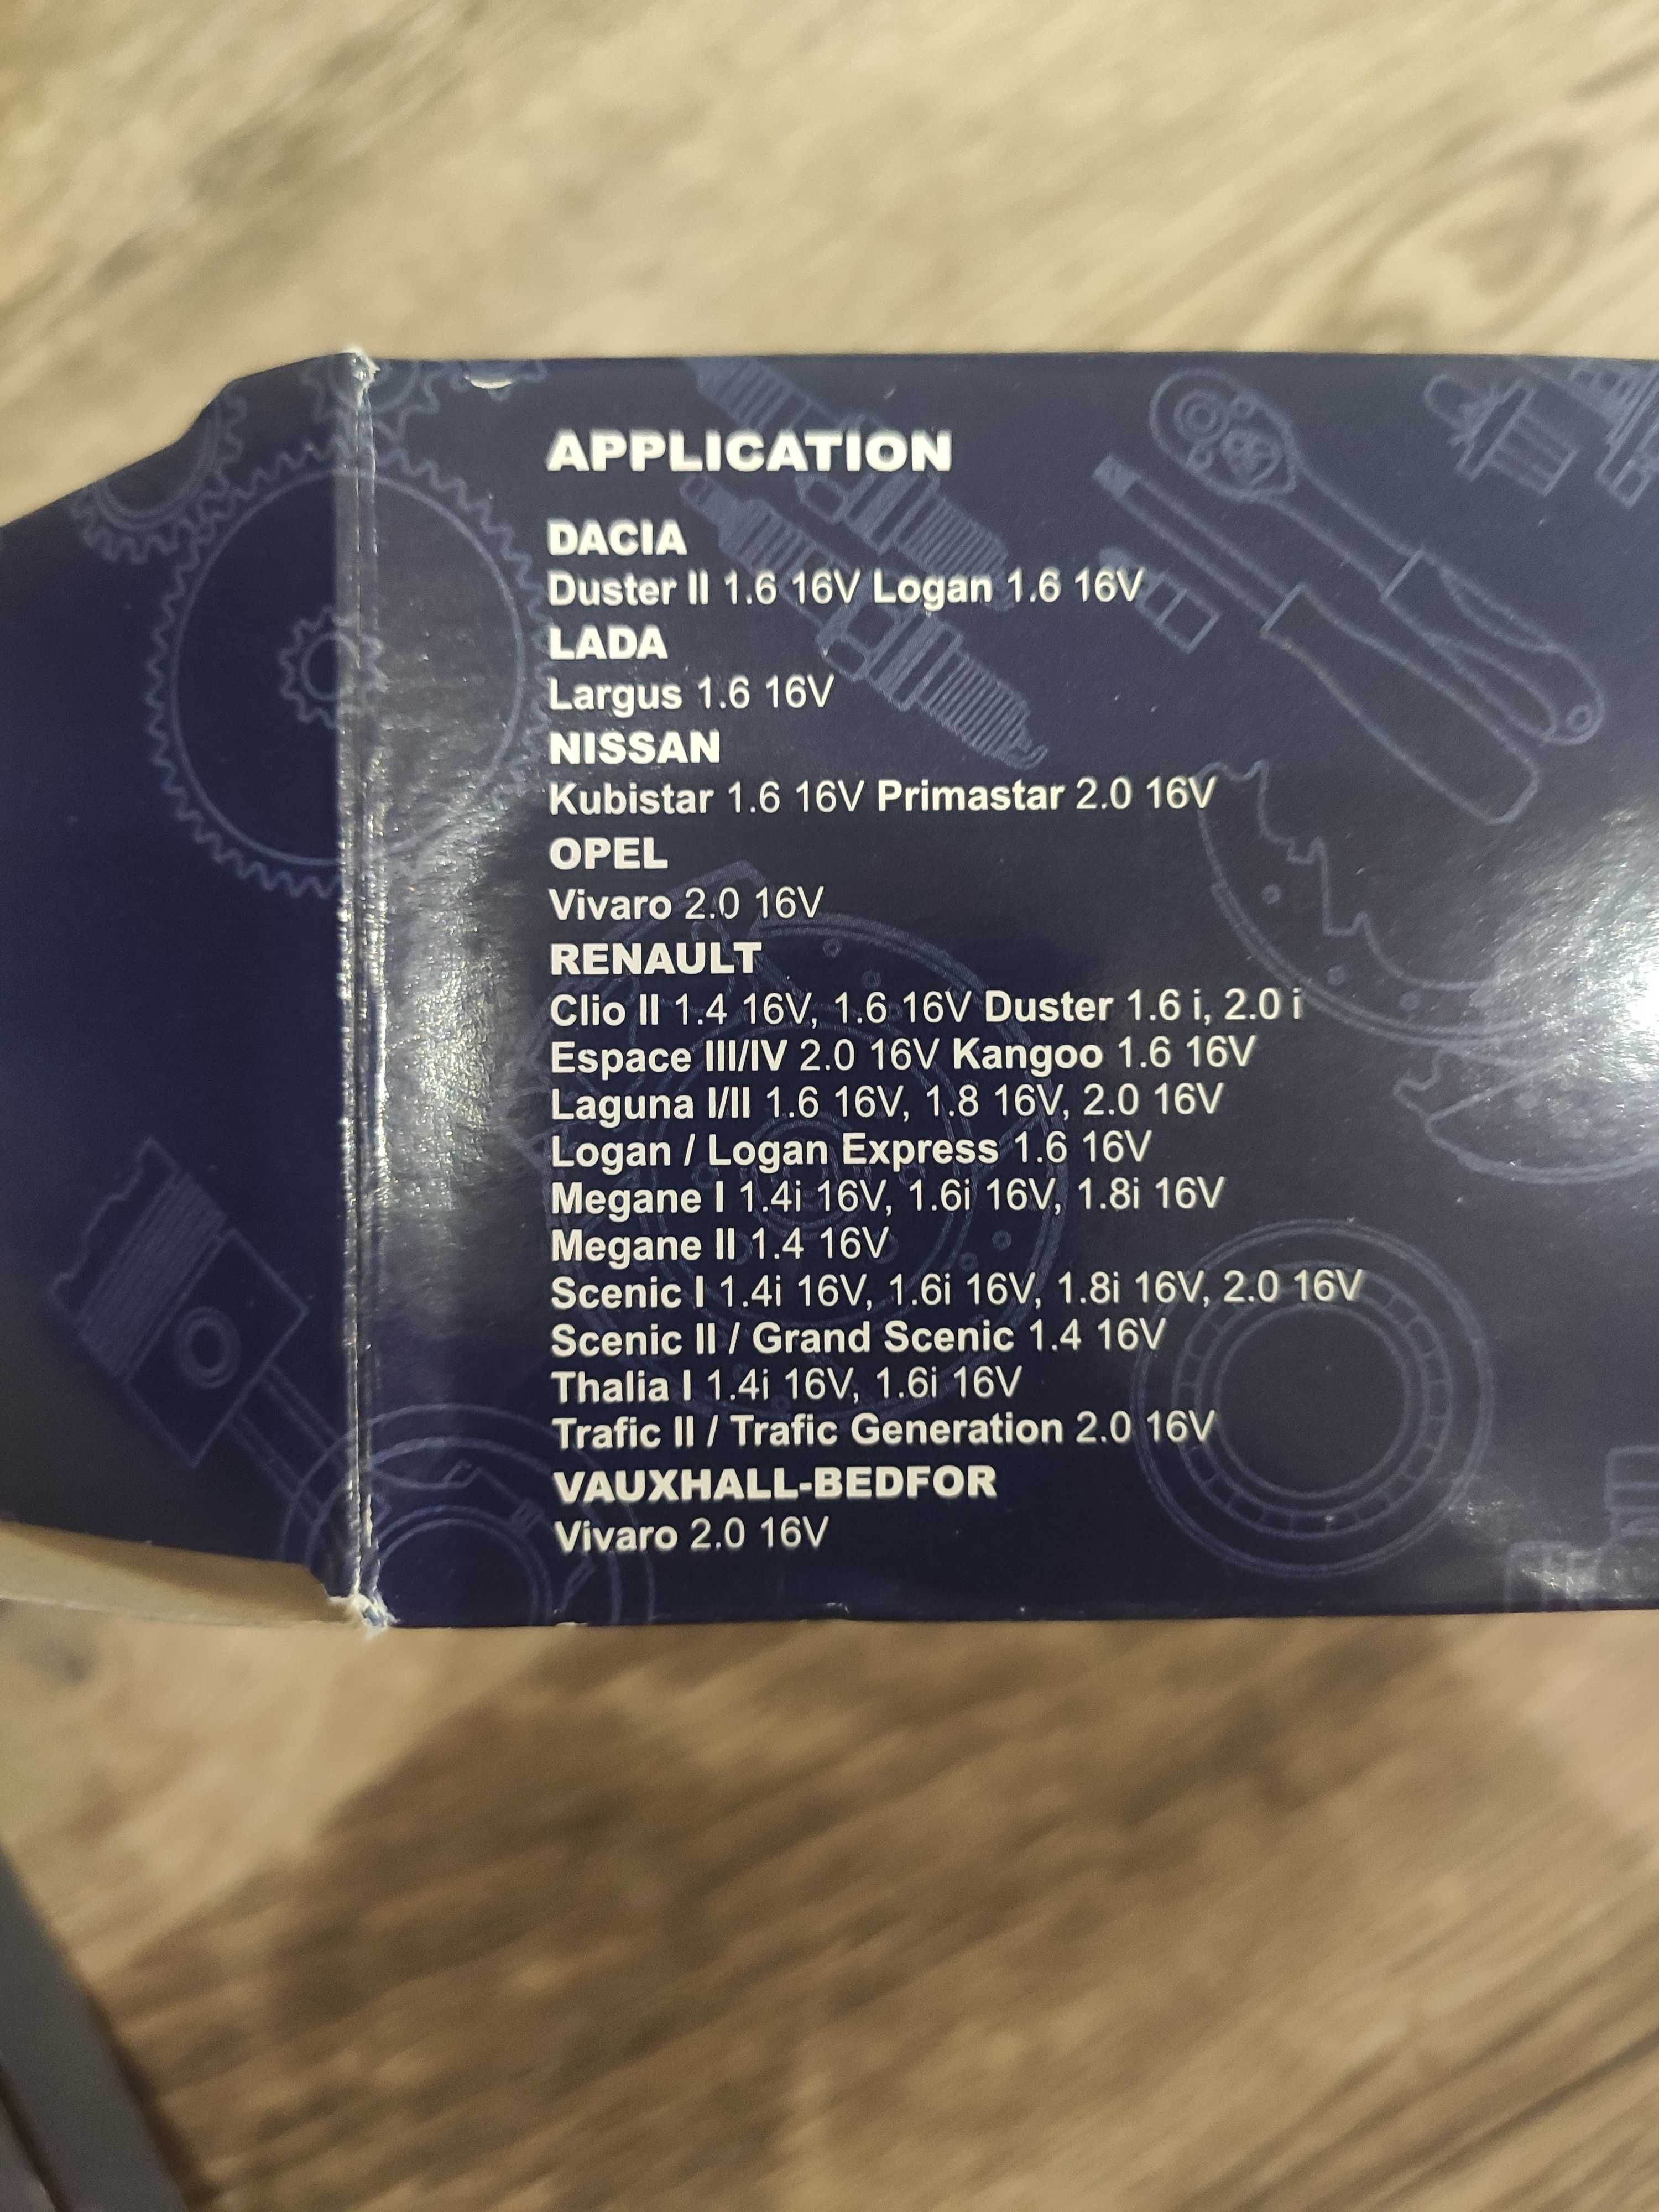 APPLICATION
DACIA
Duster II 1.6 16V Logan 1.6 16V
LADA
Largus 1.6 16V
NISSAN
Kubistar 1.6 16V Primastar 2.0 16V
OPEL
Vivaro 2.0 16V
RENAULT
Clio II 1.4 16V, 1.6 16V Duster 1.6 i, 2.0 i
Espace III/IV 2.0 16V Kangoo 1.6 16V
Laguna I/II 1.6 16V, 1.8 16V, 2.0 16V
Logan / Logan Express 1.6 16V
Megane I 1.4i 16V, 1.6i 16V, 1.8i 16V
Megane II 1.4 16V
Scenic I 1.4i 16V, 1.6i 16V, 1.8i 16V, 2.0 16V
Scenic II / Grand Scenic 1.4 16V
Thalia I 1.4i 16V, 1.6i 16V
Trafic II / Trafic Generation 2.0 16V
VAUXHALL-BEDFOR
Vivaro 2.0 16V